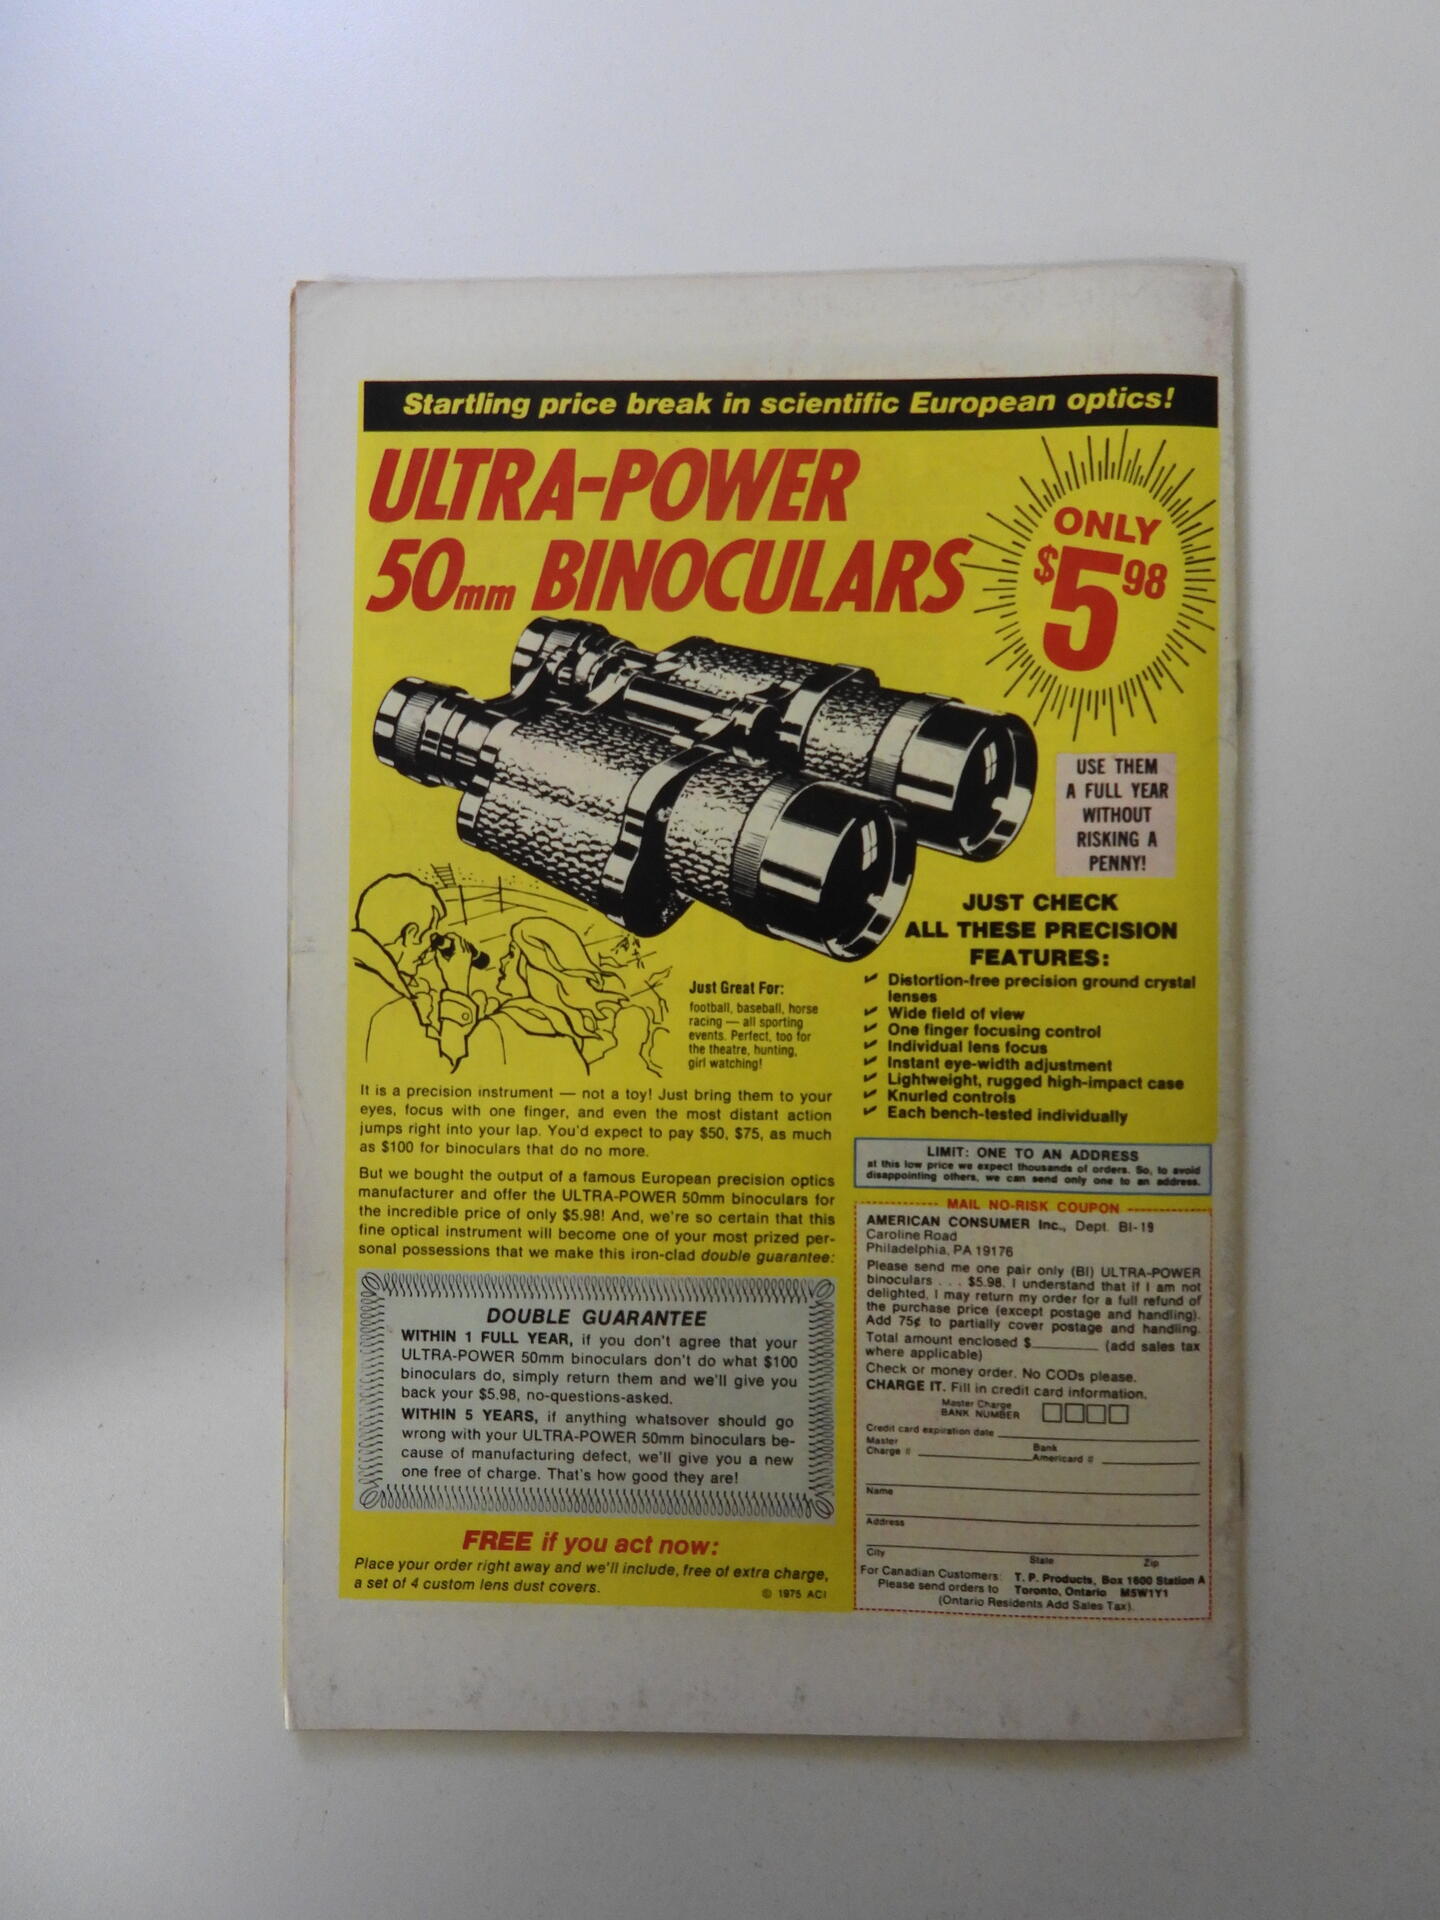 Startling price break in scientific European optics!
ULTRA-POWER
50mm BINOCULARS
ONLY
$5 98
USE THEM
A FULL YEAR
WITHOUT
RISKING A
PENNY!
JUST CHECK
ALL THESE PRECISION
FEATURES:
✔ Distortion-free precision ground crystal
lenses
✔ Wide field of view
✔ One finger focusing control
✔ Individual lens focus
✔ Instant eye-width adjustment
✔ Lightweight, rugged high-impact case
✔ Knurled controls
✔ Each bench-tested individually
Just Great For:
football, baseball, horse
racing — all sporting
events. Perfect, too for
the theatre, hunting,
girl watching!
It is a precision instrument — not a toy! Just bring them to your
eyes, focus with one finger, and even the most distant action
jumps right into your lap. You'd expect to pay $50, $75, as much
as $100 for binoculars that do no more.
But we bought the output of a famous European precision optics
manufacturer and offer the ULTRA-POWER 50mm binoculars for
the incredible price of only $5.98! And, we're so certain that this
fine optical instrument will become one of your most prized per-
sonal possessions that we make this iron-clad double guarantee:
DOUBLE GUARANTEE
WITHIN 1 FULL YEAR, if you don't agree that your
ULTRA-POWER 50mm binoculars don't do what $100
binoculars do, simply return them and we'll give you
back your $5.98, no-questions-asked.
WITHIN 5 YEARS, if anything whatsover should go
wrong with your ULTRA-POWER 50mm binoculars be-
cause of manufacturing defect, we'll give you a new
one free of charge. That's how good they are!
FREE if you act now:
Place your order right away and we'll include, free of extra charge,
a set of 4 custom lens dust covers.
© 1975 ACI
LIMIT: ONE TO AN ADDRESS
at this low price we expect thousands of orders. So, to avoid
disappointing others, we can send only one to an address.
MAIL NO-RISK COUPON
AMERICAN CONSUMER Inc., Dept. BI-19
Caroline Road
Philadelphia, PA 19176
Please send me one pair only (BI) ULTRA-POWER
binoculars . . . $5.98. I understand that if I am not
delighted, I may return my order for a full refund of
the purchase price (except postage and handling).
Add 75¢ to partially cover postage and handling.
Total amount enclosed $________ (add sales tax
where applicable)
Check or money order. No CODs please.
CHARGE IT. Fill in credit card information.
Master Charge
BANK NUMBER
Credit card expiration date
Master
Charge #
Bank
Americard #
Name
Address
City State Zip
For Canadian Customers: T. P. Products, Box 1600 Station A
Please send orders to Toronto, Ontario M5W1Y1
(Ontario Residents Add Sales Tax).